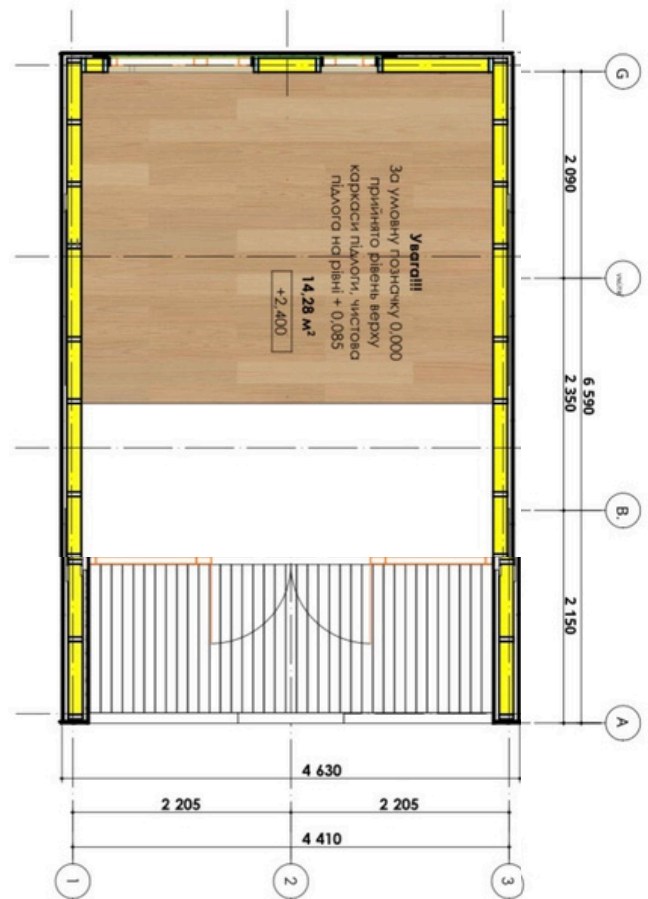 Увага!!!
За умовну позначку 0,000
прийнято рівень верху
каркаси підлоги, чистова
підлога на рівні + 0,085
14,28 м²
+2,400
G
B.
A
2 090
2 350
2 150
6 590
4 630
2 205
2 205
4 410
1
2
3